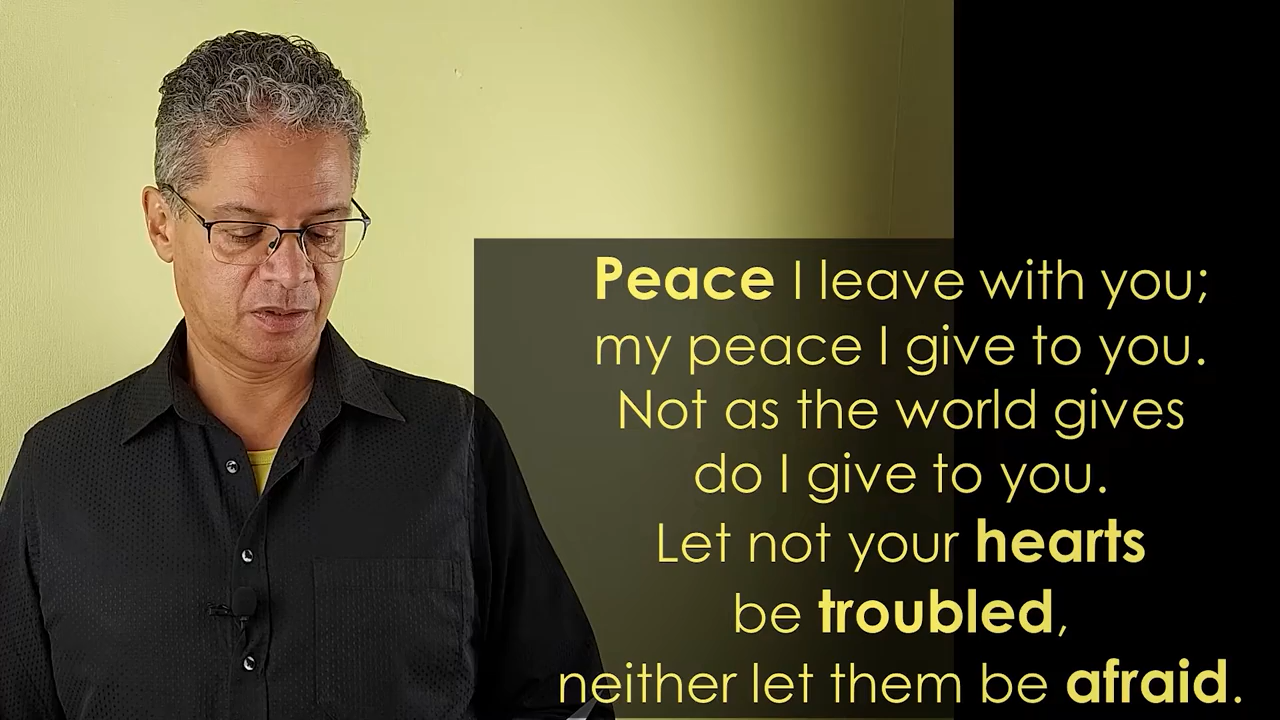 Peace I leave with you;
my peace I give to you.
Not as the world gives
do I give to you.
Let not your hearts
be troubled,
neither let them be afraid.